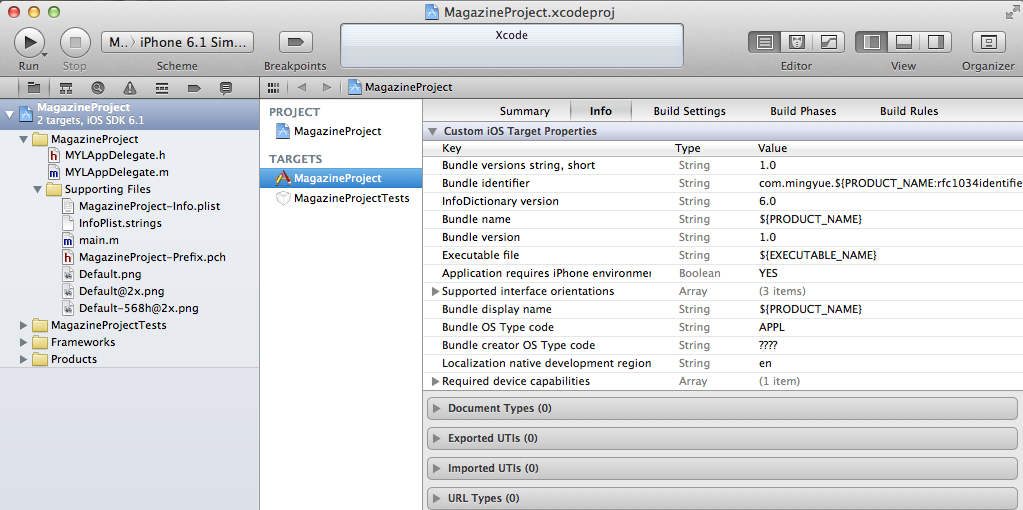 MagazineProject.xcodeproj
M..› iPhone 6.1 Sim...
Xcode
Run
Stop
Scheme
Breakpoints
Editor
View
Organizer
MagazineProject
2 targets, iOS SDK 6.1
MagazineProject
MYLAppDelegate.h
MYLAppDelegate.m
Supporting Files
MagazineProject-Info.plist
InfoPlist.strings
main.m
MagazineProject-Prefix.pch
Default.png
Default@2x.png
Default-568h@2x.png
MagazineProjectTests
Frameworks
Products
MagazineProject
PROJECT
MagazineProject
TARGETS
MagazineProject
MagazineProjectTests
Summary Info Build Settings Build Phases Build Rules
Custom iOS Target Properties
Key Type Value
Bundle versions string, short String 1.0
Bundle identifier String com.mingyue.${PRODUCT_NAME:rfc1034identifie
InfoDictionary version String 6.0
Bundle name String ${PRODUCT_NAME}
Bundle version String 1.0
Executable file String ${EXECUTABLE_NAME}
Application requires iPhone environmer Boolean YES
Supported interface orientations Array (3 items)
Bundle display name String ${PRODUCT_NAME}
Bundle OS Type code String APPL
Bundle creator OS Type code String ????
Localization native development region String en
Required device capabilities Array (1 item)
Document Types (0)
Exported UTIs (0)
Imported UTIs (0)
URL Types (0)